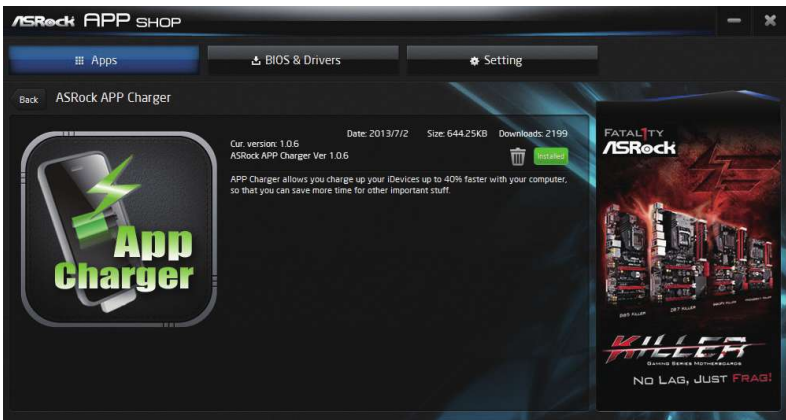 ASRock APP SHOP
Apps
BIOS & Drivers
Setting
Back
ASRock APP Charger
Date: 2013/7/2 Size: 644.25KB Downloads: 2199
Cur. version: 1.0.6
ASRock APP Charger Ver 1.0.6
Installed
APP Charger allows you charge up your iDevices up to 40% faster with your computer,
so that you can save more time for other important stuff.
App
Charger
FATAL1TY
ASRock
KILLER
GAMING SERIES MOTHERBOARDS
NO LAG, JUST FRAG!